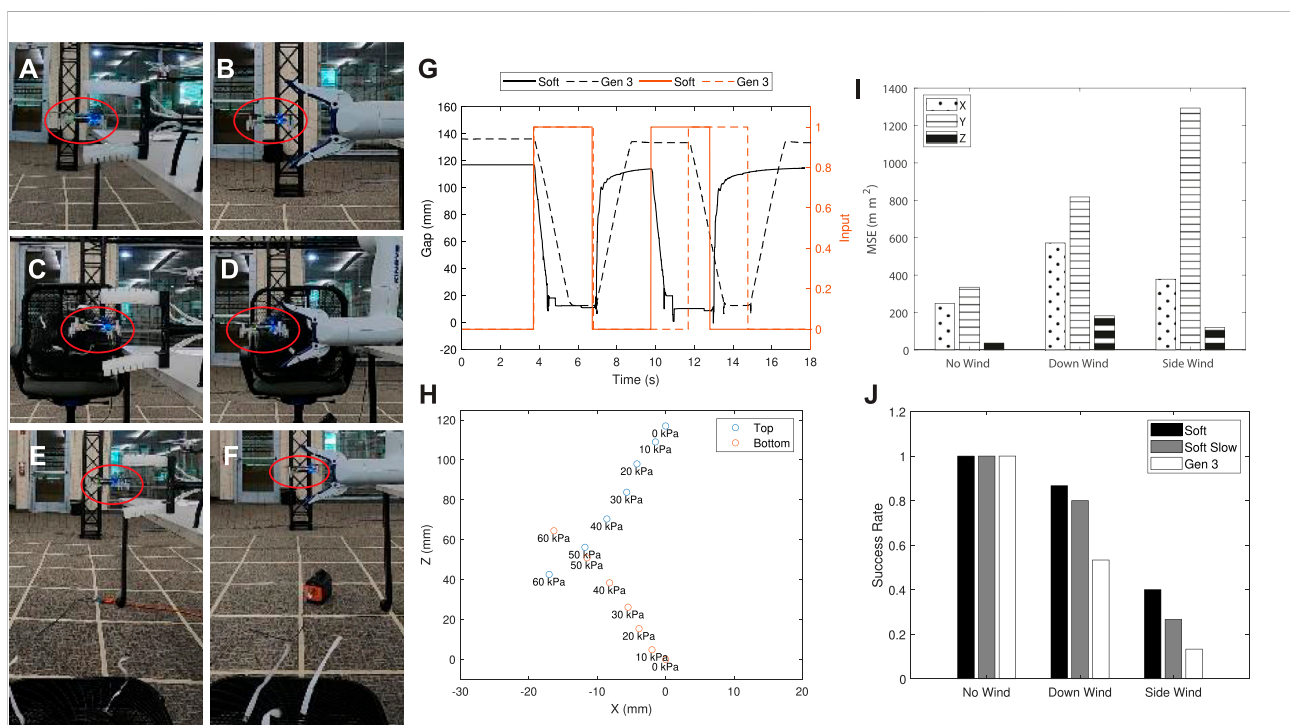 A
B
C
D
KINOVA
E
F
G
Soft
Gen 3
Soft
Gen 3
160
140
120
100
80
60
40
20
0
-20
Gap (mm)
0
2
4
6
8
10
12
14
16
18
Time (s)
1
0.8
0.6
0.4
0.2
0
Input
H
Top
Bottom
120
100
80
60
40
20
0
Z (mm)
0 kPa
10 kPa
20 kPa
30 kPa
40 kPa
60 kPa
50 kPa
50 kPa
60 kPa
40 kPa
30 kPa
20 kPa
10 kPa
0 kPa
-30
-20
-10
0
10
20
X (mm)
I
X
Y
Z
1400
1200
1000
800
600
400
200
0
MSE (m m²)
No Wind
Down Wind
Side Wind
J
Soft
Soft Slow
Gen 3
1.2
1
0.8
0.6
0.4
0.2
0
Success Rate
No Wind
Down Wind
Side Wind